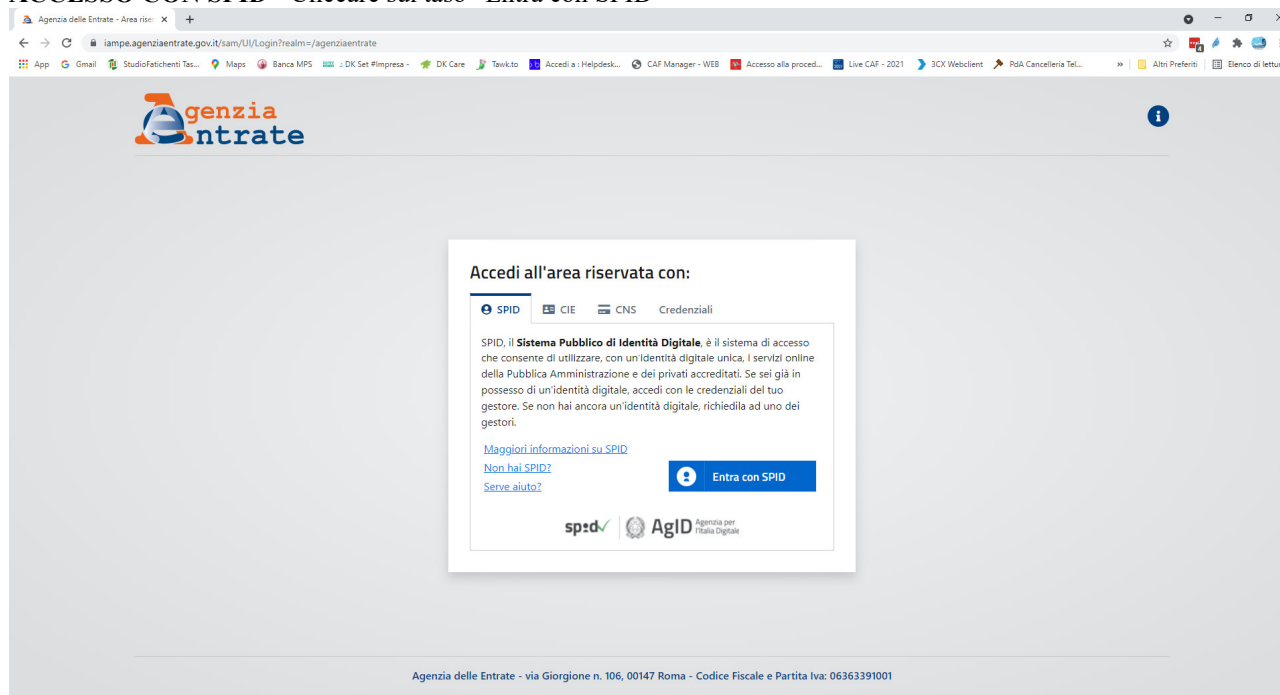 ACCESSO CON SPID - Cliccare sul taso "Entra con SPID"
Agenzia delle Entrate - Area riser
iampe.agenziaentrate.gov.it/sam/UI/Login?realm=/agenziaentrate
App Gmail StudioFatichenti Tas... Maps Banca MPS .: DK Set #Impresa - DK Care Tawk.to Accedi a : Helpdesk... CAF Manager - WEB Accesso alla proced... Live CAF - 2021 3CX Webclient PdA Cancelleria Tel... » Altri Preferiti Elenco di lettur
Agenzia
Entrate
Accedi all'area riservata con:
SPID CIE CNS Credenziali
SPID, il Sistema Pubblico di Identità Digitale, è il sistema di accesso
che consente di utilizzare, con un'identità digitale unica, i servizi online
della Pubblica Amministrazione e dei privati accreditati. Se sei già in
possesso di un'identità digitale, accedi con le credenziali del tuo
gestore. Se non hai ancora un'identità digitale, richiedila ad uno dei
gestori.
Maggiori informazioni su SPID
Non hai SPID?
Serve aiuto?
Entra con SPID
spid AgID Agenzia per
l'Italia Digitale
Agenzia delle Entrate - via Giorgione n. 106, 00147 Roma - Codice Fiscale e Partita Iva: 06363391001